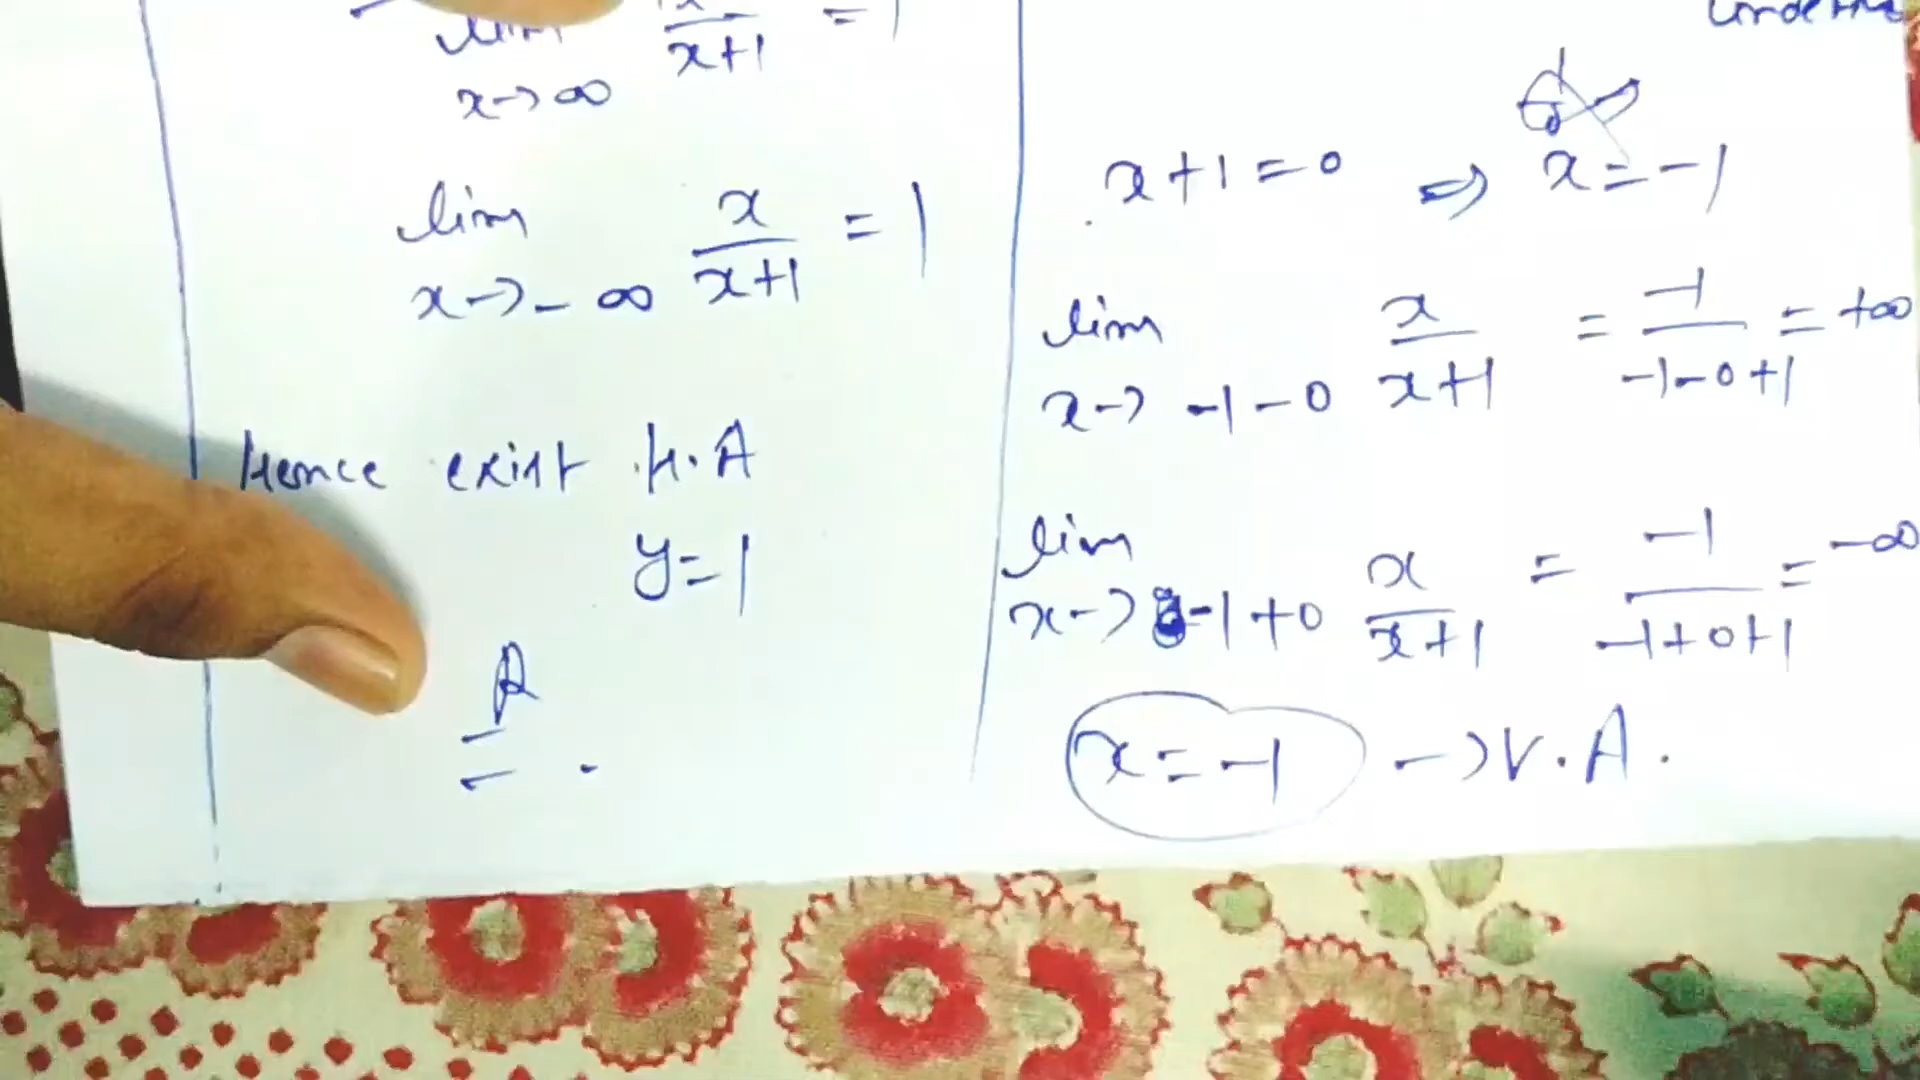 lim x/x+1 = 1
x→∞
lim x/x+1 = 1
x→-∞
Hence exist H.A
y=1
x+1=0 ⇒ x=-1
lim x/x+1 = -1/-1-0+1 = +∞
x→ -1-0
lim x/x+1 = -1/-1+0+1 = -∞
x→ -1+0
x=-1 → V.A.